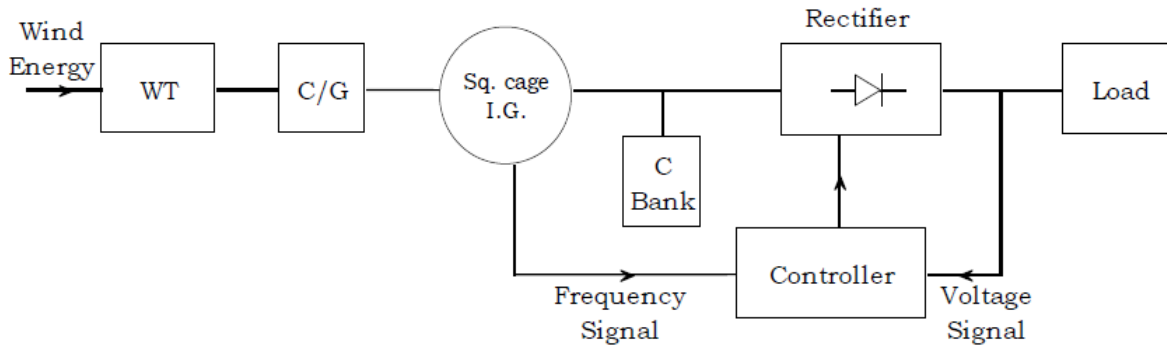 Wind
Energy
WT
C/G
Sq. cage
I.G.
C
Bank
Rectifier
Load
Controller
Frequency
Signal
Voltage
Signal